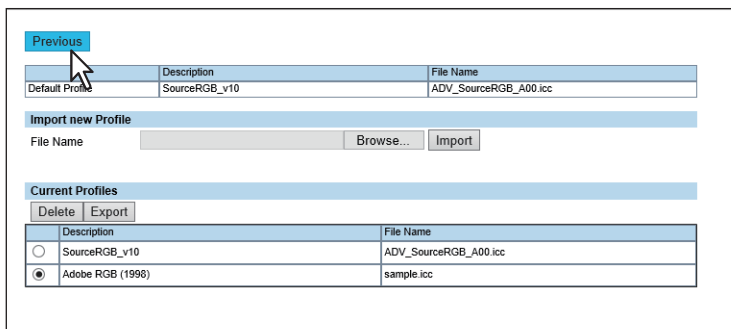 Previous
Description File Name
Default Profile SourceRGB_v10 ADV_SourceRGB_A00.icc
Import new Profile
File Name Browse... Import
Current Profiles
Delete Export
Description File Name
SourceRGB_v10 ADV_SourceRGB_A00.icc
Adobe RGB (1998) sample.icc